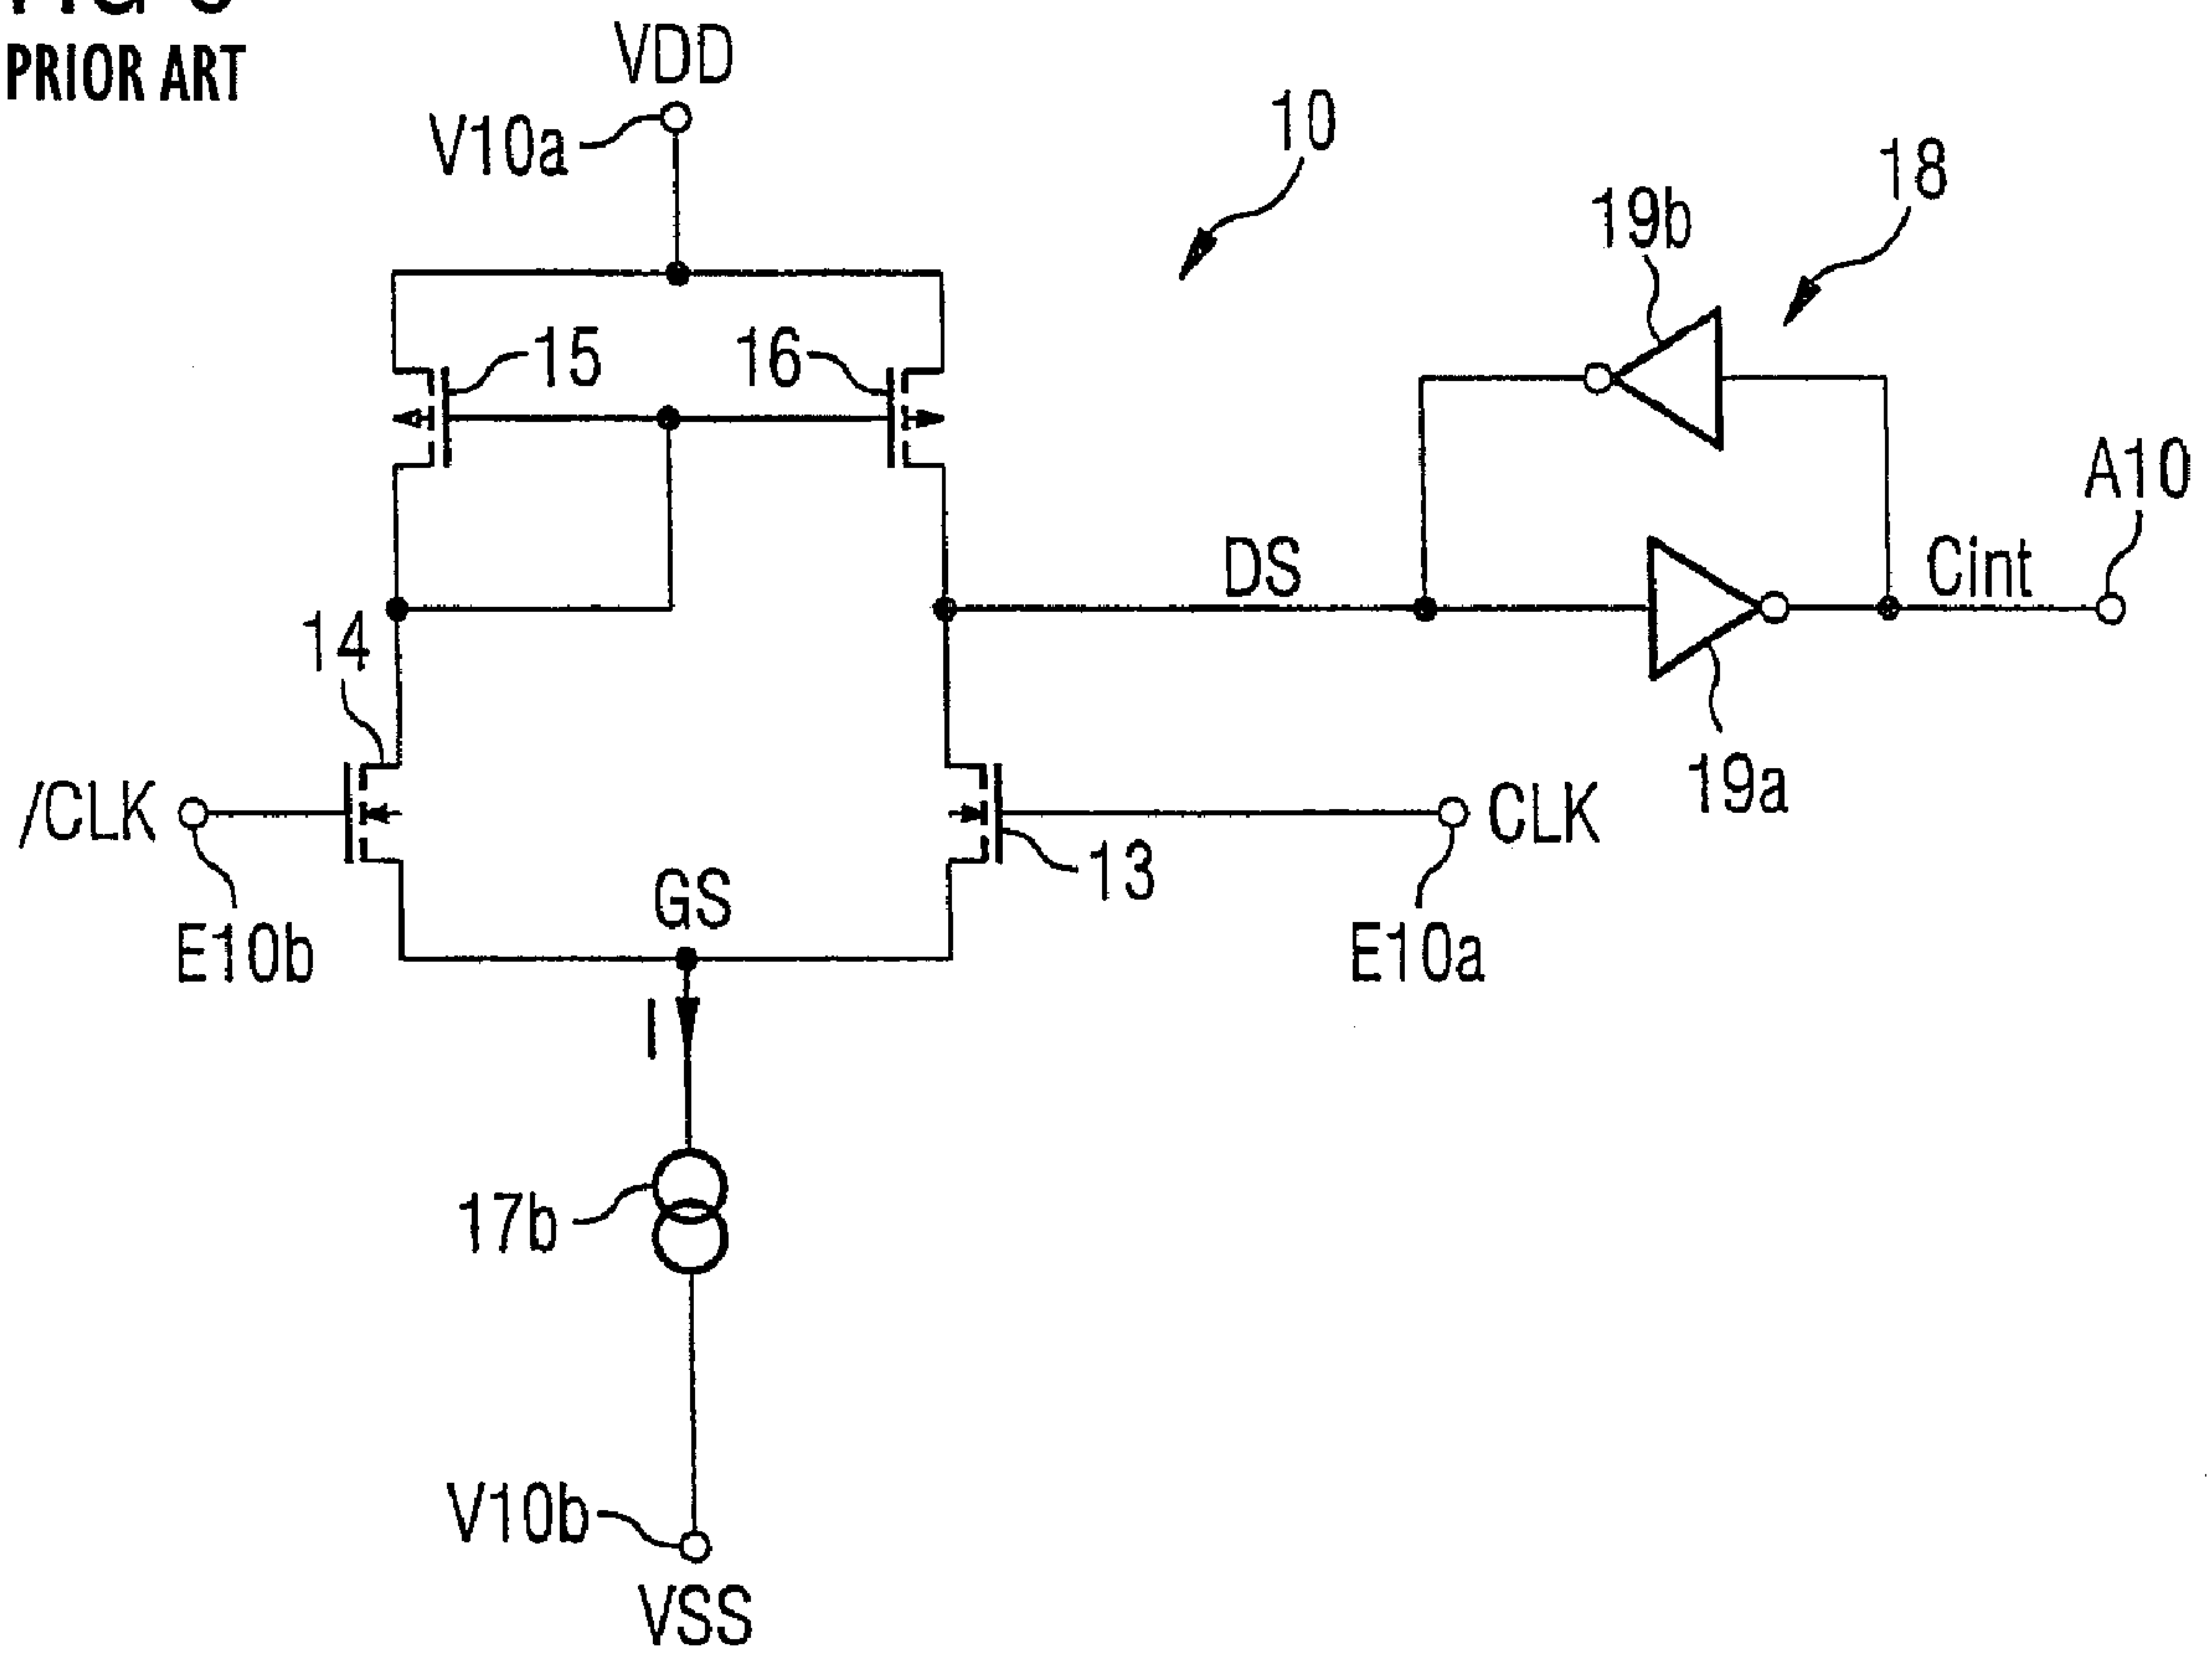 PRIOR ART
VDD
V10a
10
18
19b
15
16
A10
DS
Cint
14
19a
/CLK
CLK
13
GS
E10b
E10a
I
17b
V10b
VSS